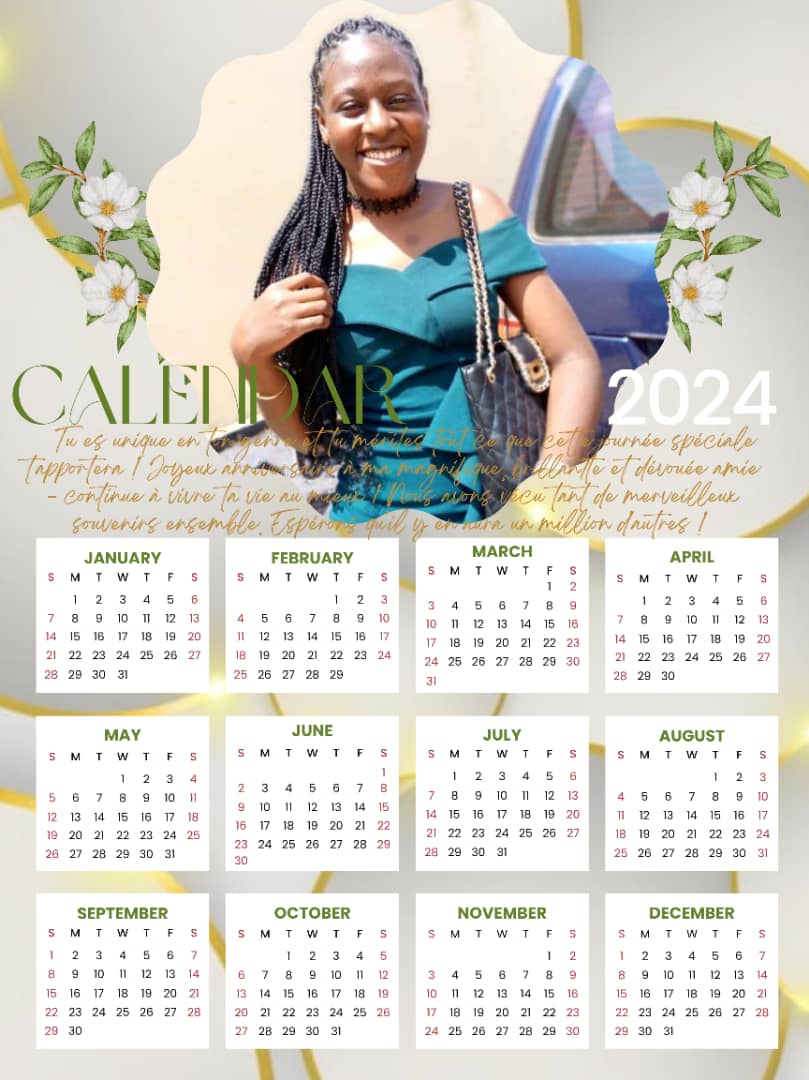 CALENDAR 2024
Tu es unique en ton genre et tu mérites tout ce que cette journée spéciale
t'apportera ! Joyeux anniversaire à ma magnifique, brillante et dévouée amie
- continue à vivre ta vie au mieux ! Nous avons vécu tant de merveilleux
souvenirs ensemble. Espérons qu'il y en aura un million d'autres !
JANUARY
S M T W T F S
1 2 3 4 5 6
7 8 9 10 11 12 13
14 15 16 17 18 19 20
21 22 23 24 25 26 27
28 29 30 31
FEBRUARY
S M T W T F S
1 2 3
4 5 6 7 8 9 10
11 12 13 14 15 16 17
18 19 20 21 22 23 24
25 26 27 28 29
MARCH
S M T W T F S
1 2
3 4 5 6 7 8 9
10 11 12 13 14 15 16
17 18 19 20 21 22 23
24 25 26 27 28 29 30
31
APRIL
S M T W T F S
1 2 3 4 5 6
7 8 9 10 11 12 13
14 15 16 17 18 19 20
21 22 23 24 25 26 27
28 29 30
MAY
S M T W T F S
1 2 3 4
5 6 7 8 9 10 11
12 13 14 15 16 17 18
19 20 21 22 23 24 25
26 27 28 29 30 31
JUNE
S M T W T F S
1
2 3 4 5 6 7 8
9 10 11 12 13 14 15
16 17 18 19 20 21 22
23 24 25 26 27 28 29
30
JULY
S M T W T F S
1 2 3 4 5 6
7 8 9 10 11 12 13
14 15 16 17 18 19 20
21 22 23 24 25 26 27
28 29 30 31
AUGUST
S M T W T F S
1 2 3
4 5 6 7 8 9 10
11 12 13 14 15 16 17
18 19 20 21 22 23 24
25 26 27 28 29 30 31
SEPTEMBER
S M T W T F S
1 2 3 4 5 6 7
8 9 10 11 12 13 14
15 16 17 18 19 20 21
22 23 24 25 26 27 28
29 30
OCTOBER
S M T W T F S
1 2 3 4 5
6 7 8 9 10 11 12
13 14 15 16 17 18 19
20 21 22 23 24 25 26
27 28 29 30 31
NOVEMBER
S M T W T F S
1 2
3 4 5 6 7 8 9
10 11 12 13 14 15 16
17 18 19 20 21 22 23
24 25 26 27 28 29 30
DECEMBER
S M T W T F S
1 2 3 4 5 6 7
8 9 10 11 12 13 14
15 16 17 18 19 20 21
22 23 24 25 26 27 28
29 30 31